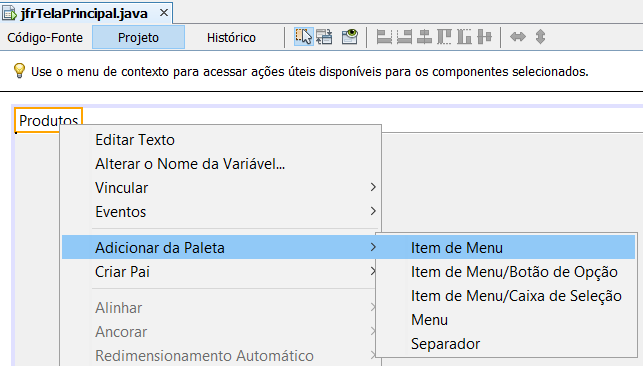 jfrTelaPrincipal.java
Código-Fonte Projeto Histórico
Use o menu de contexto para acessar ações úteis disponíveis para os componentes selecionados.
Produtos
Editar Texto
Alterar o Nome da Variável...
Vincular
Eventos
Adicionar da Paleta
Criar Pai
Alinhar
Ancorar
Redimensionamento Automático
Item de Menu
Item de Menu/Botão de Opção
Item de Menu/Caixa de Seleção
Menu
Separador